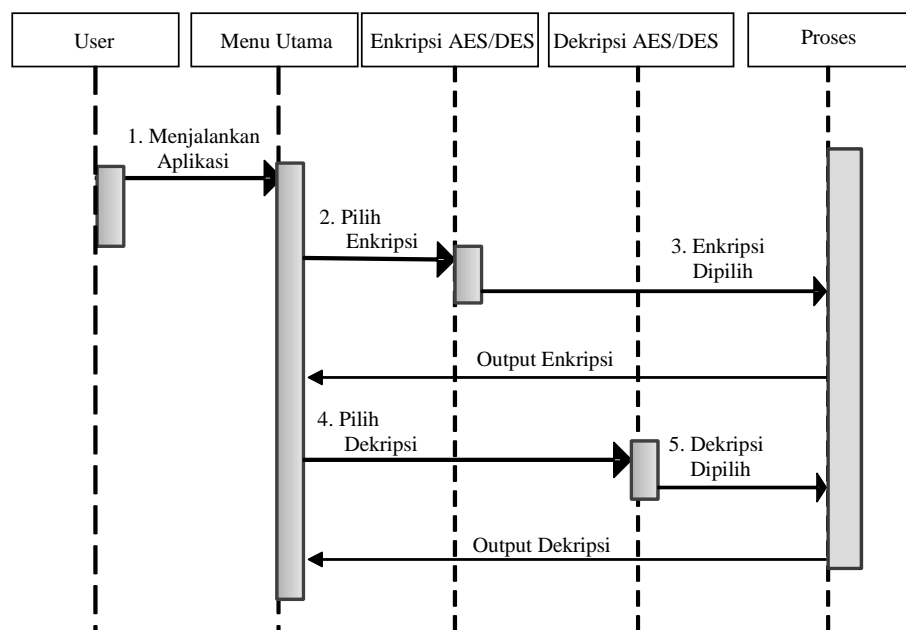 User
Menu Utama
Enkripsi AES/DES
Dekripsi AES/DES
Proses
1. Menjalankan
Aplikasi
2. Pilih
Enkripsi
3. Enkripsi
Dipilih
Output Enkripsi
4. Pilih
Dekripsi
5. Dekripsi
Dipilih
Output Dekripsi